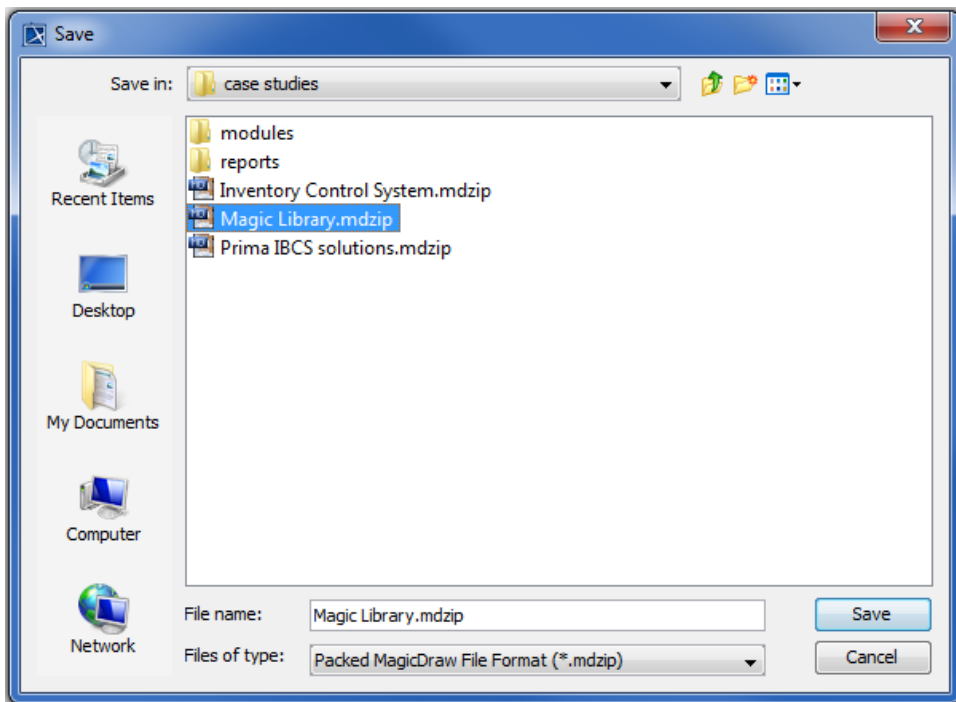 Save
Save in:
case studies
modules
reports
Inventory Control System.mdzip
Magic Library.mdzip
Prima IBCS solutions.mdzip
Recent Items
Desktop
My Documents
Computer
Network
File name:
Magic Library.mdzip
Save
Files of type:
Packed MagicDraw File Format (*.mdzip)
Cancel